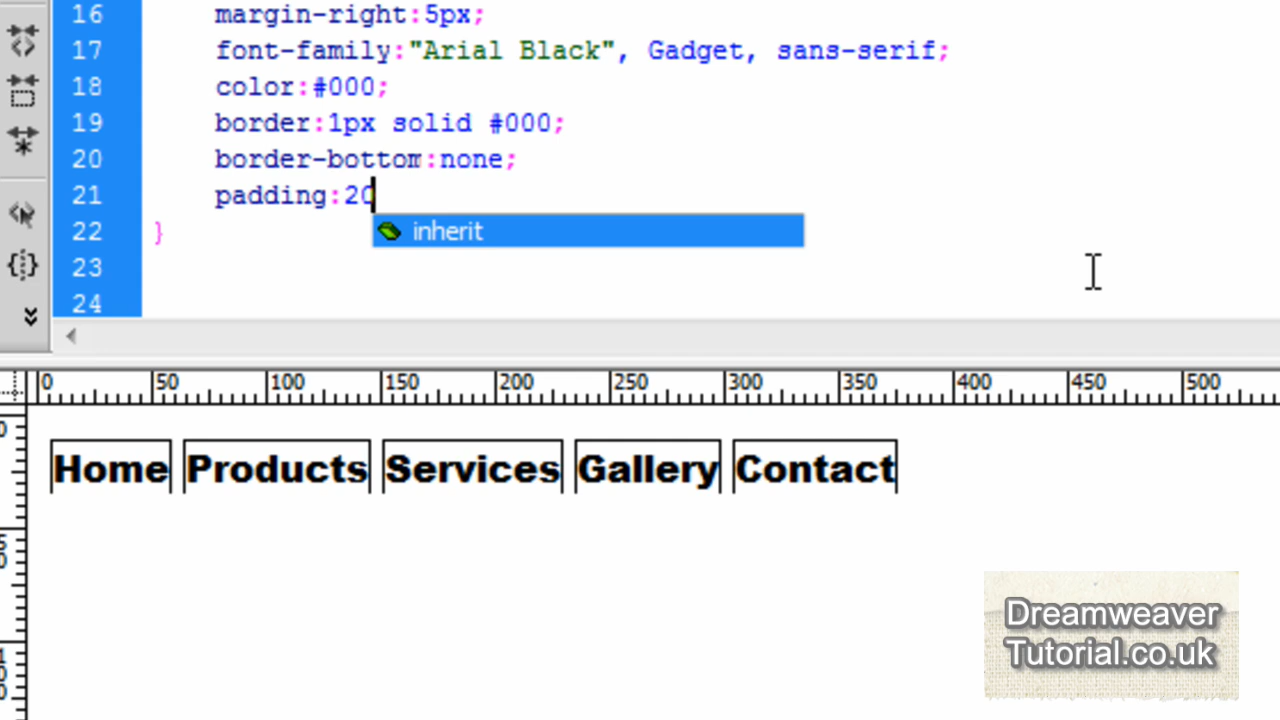 16 margin-right:5px;
17 font-family:"Arial Black", Gadget, sans-serif;
18 color:#000;
19 border:1px solid #000;
20 border-bottom:none;
21 padding:20
inherit
22 }
23
24
0 50 100 150 200 250 300 350 400 450 500
Home Products Services Gallery Contact
Dreamweaver
Tutorial.co.uk